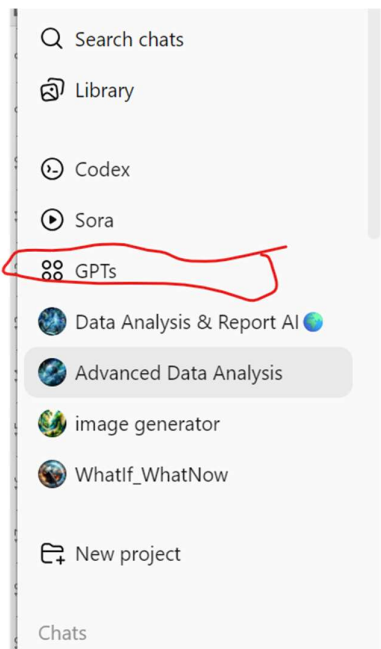 Search chats
Library
Codex
Sora
GPTs
Data Analysis & Report AI
Advanced Data Analysis
image generator
WhatIf_WhatNow
New project
Chats